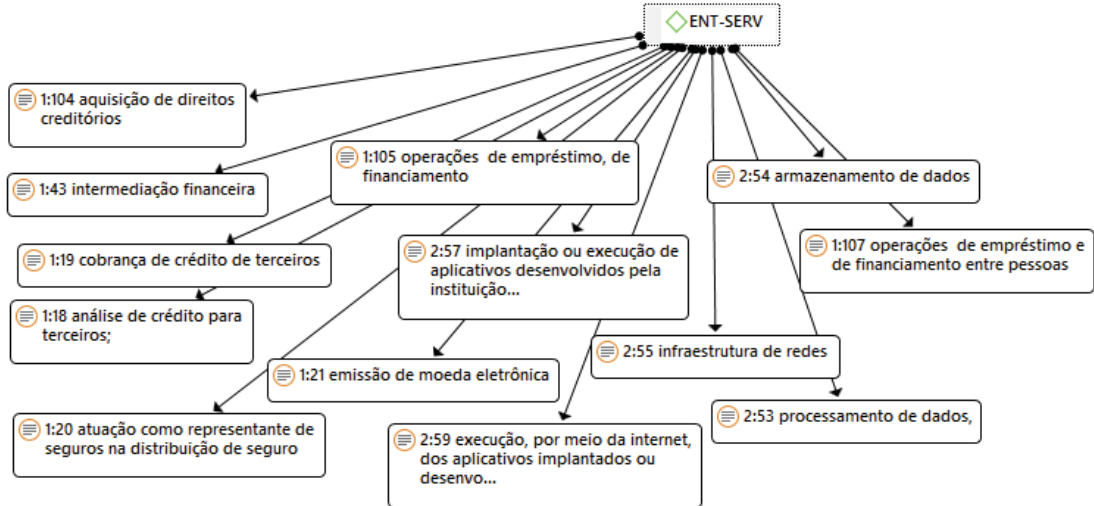 ENT-SERV
1:104 aquisição de direitos
creditórios
1:105 operações  de empréstimo, de
financiamento
2:54 armazenamento de dados
1:43 intermediação financeira
1:19 cobrança de crédito de terceiros
2:57 implantação ou execução de
aplicativos desenvolvidos pela
instituição...
1:107 operações  de empréstimo e
de financiamento entre pessoas
1:18 análise de crédito para
terceiros;
1:21 emissão de moeda eletrônica
2:55 infraestrutura de redes
1:20 atuação como representante de
seguros na distribuição de seguro
2:59 execução, por meio da internet,
dos aplicativos implantados ou
desenvo...
2:53 processamento de dados,